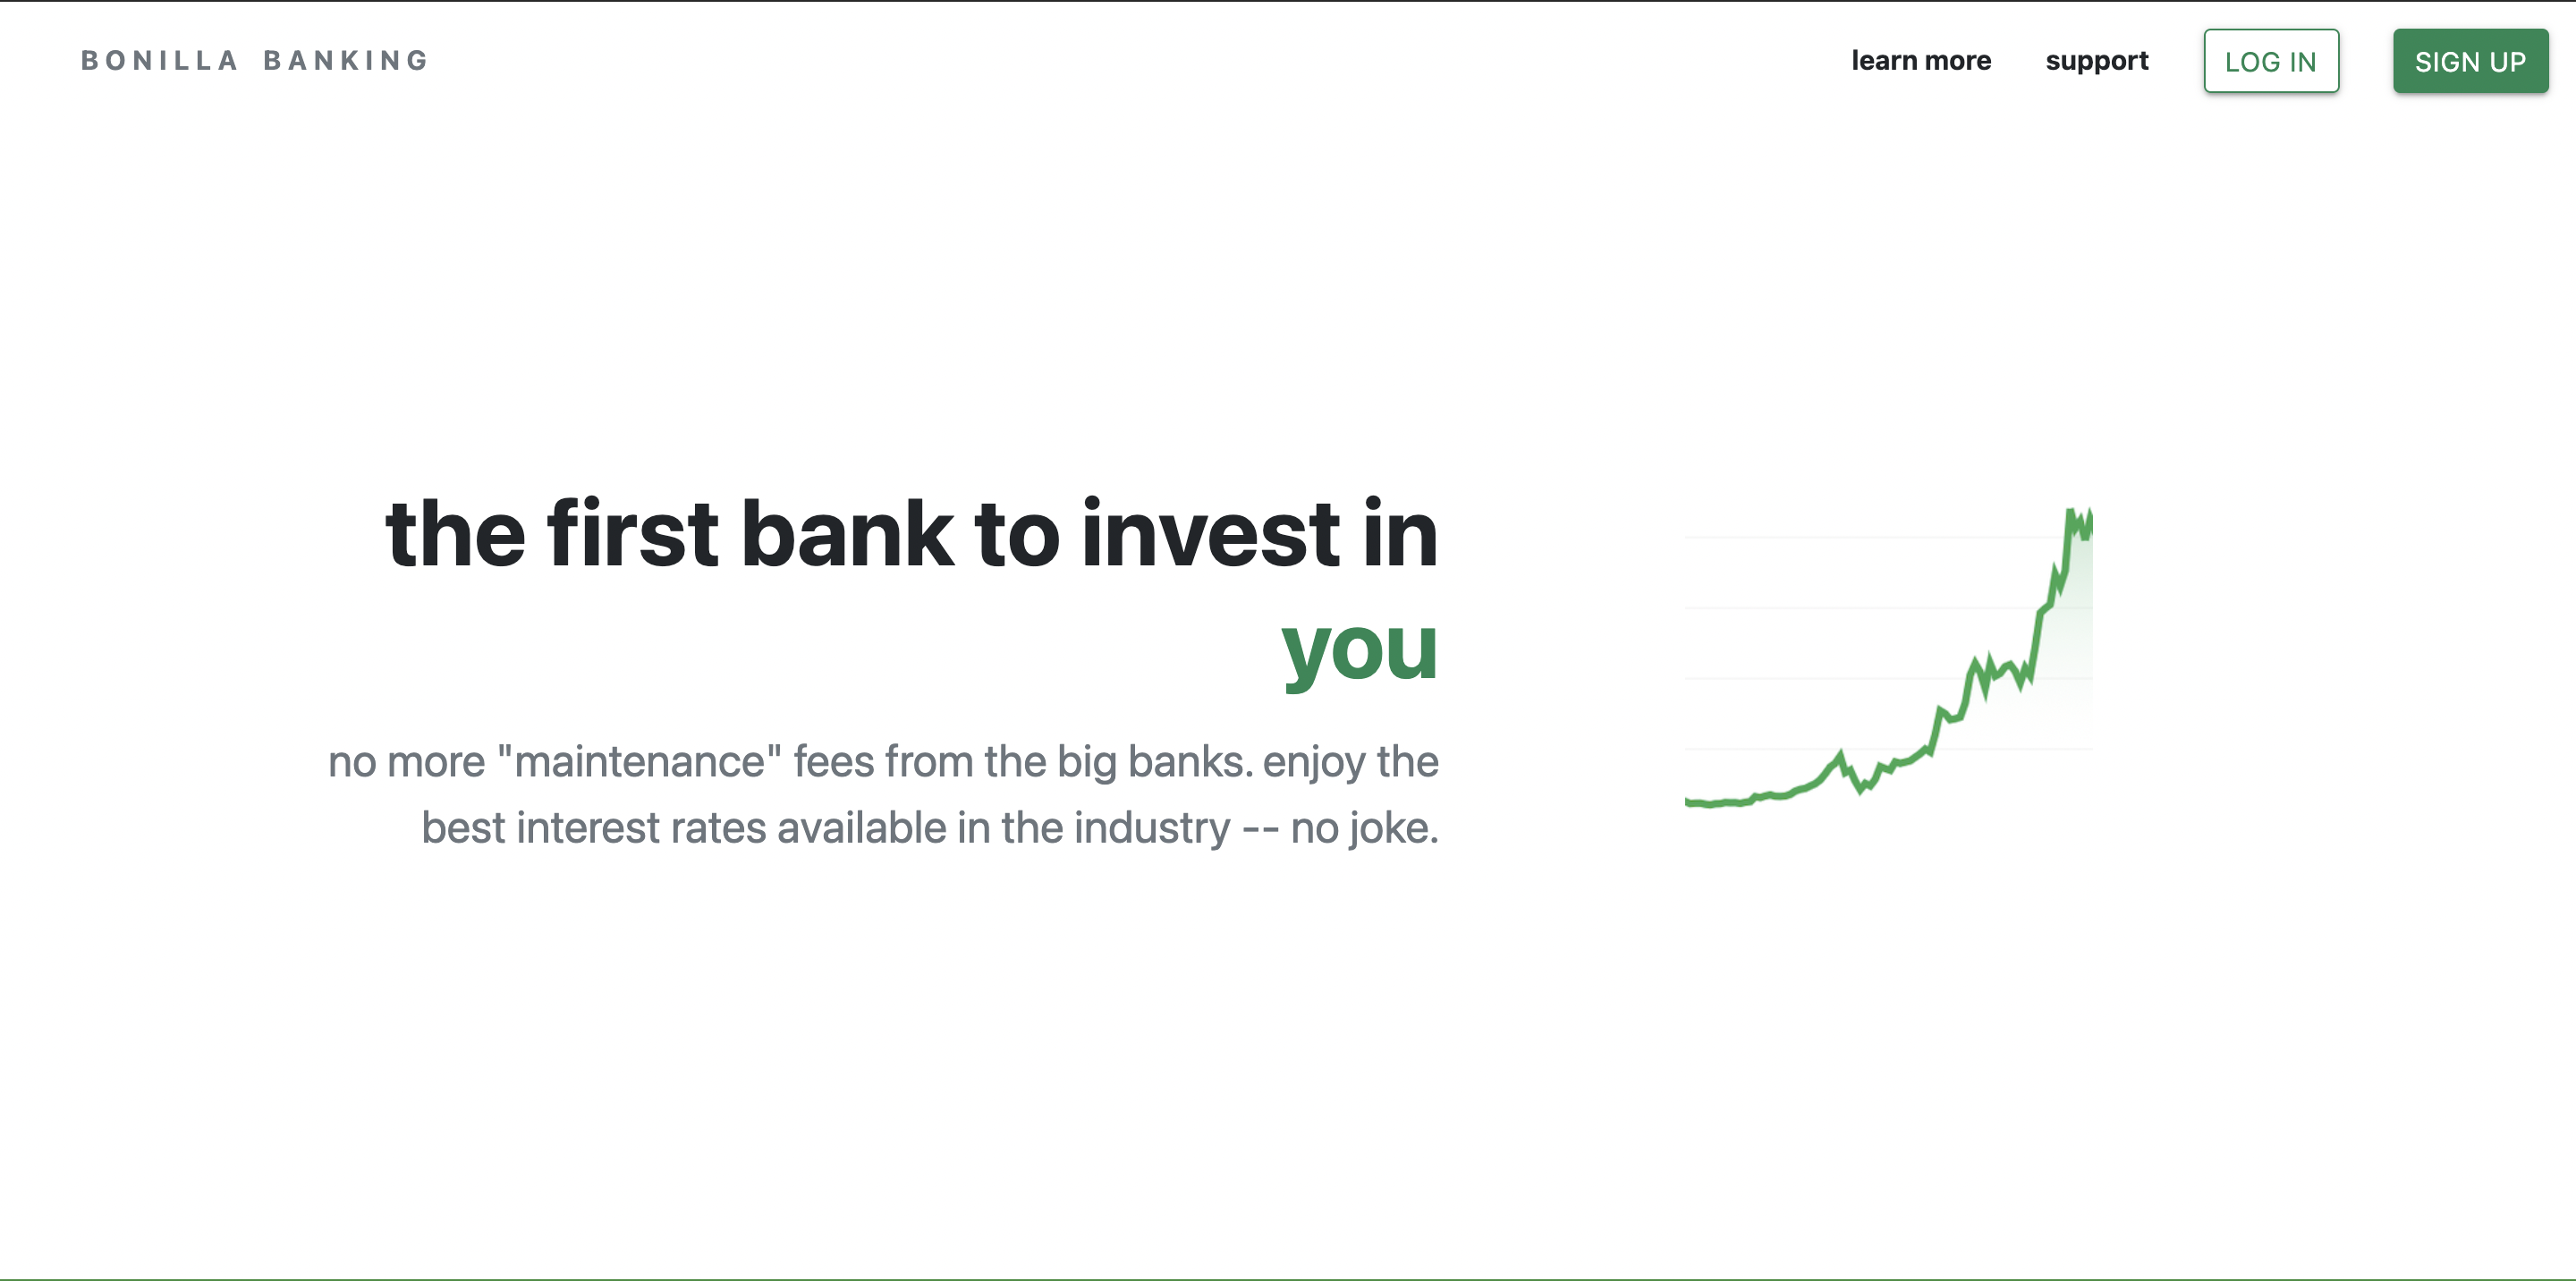 BONILLA BANKING
learn more
support
LOG IN
SIGN UP
the first bank to invest in
you
no more "maintenance" fees from the big banks. enjoy the
best interest rates available in the industry -- no joke.